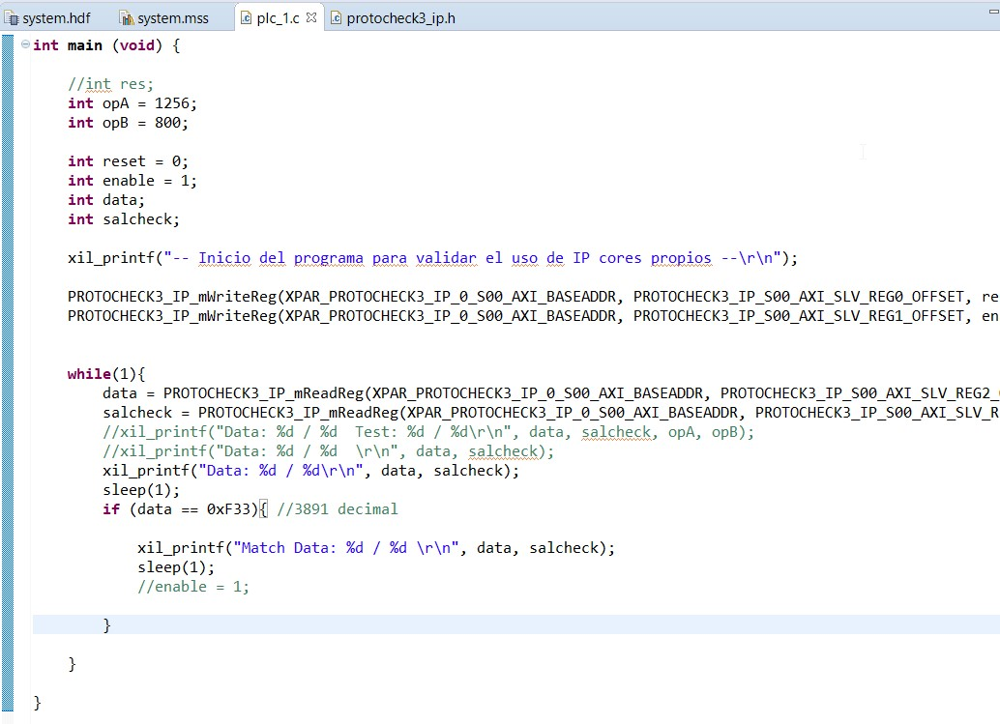 system.hdf system.mss plc_1.c protocheck3_ip.h
int main (void) {
//int res;
int opA = 1256;
int opB = 800;
int reset = 0;
int enable = 1;
int data;
int salcheck;
xil_printf("-- Inicio del programa para validar el uso de IP cores propios --\r\n");
PROTOCHECK3_IP_mWriteReg(XPAR_PROTOCHECK3_IP_0_S00_AXI_BASEADDR, PROTOCHECK3_IP_S00_AXI_SLV_REG0_OFFSET, re
PROTOCHECK3_IP_mWriteReg(XPAR_PROTOCHECK3_IP_0_S00_AXI_BASEADDR, PROTOCHECK3_IP_S00_AXI_SLV_REG1_OFFSET, en
while(1){
data = PROTOCHECK3_IP_mReadReg(XPAR_PROTOCHECK3_IP_0_S00_AXI_BASEADDR, PROTOCHECK3_IP_S00_AXI_SLV_REG2_
salcheck = PROTOCHECK3_IP_mReadReg(XPAR_PROTOCHECK3_IP_0_S00_AXI_BASEADDR, PROTOCHECK3_IP_S00_AXI_SLV_R
//xil_printf("Data: %d / %d  Test: %d / %d\r\n", data, salcheck, opA, opB);
//xil_printf("Data: %d / %d  \r\n", data, salcheck);
xil_printf("Data: %d / %d\r\n", data, salcheck);
sleep(1);
if (data == 0xF33){ //3891 decimal
xil_printf("Match Data: %d / %d \r\n", data, salcheck);
sleep(1);
//enable = 1;
}
}
}